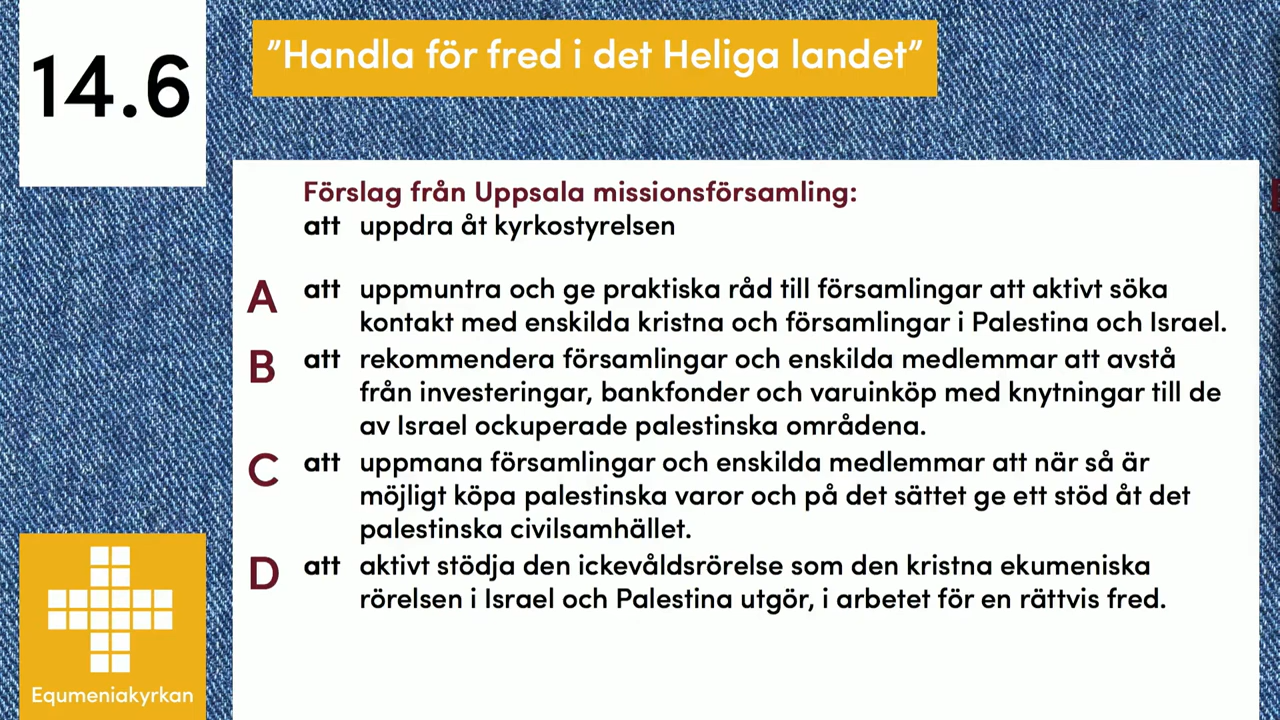 14.6
”Handla för fred i det Heliga landet”
Förslag från Uppsala missionsförsamling:
att uppdra åt kyrkostyrelsen
A att uppmuntra och ge praktiska råd till församlingar att aktivt söka
kontakt med enskilda kristna och församlingar i Palestina och Israel.
B att rekommendera församlingar och enskilda medlemmar att avstå
från investeringar, bankfonder och varuinköp med knytningar till de
av Israel ockuperade palestinska områdena.
C att uppmana församlingar och enskilda medlemmar att när så är
möjligt köpa palestinska varor och på det sättet ge ett stöd åt det
palestinska civilsamhället.
D att aktivt stödja den ickevåldsrörelse som den kristna ekumeniska
rörelsen i Israel och Palestina utgör, i arbetet för en rättvis fred.
Equmeniakyrkan